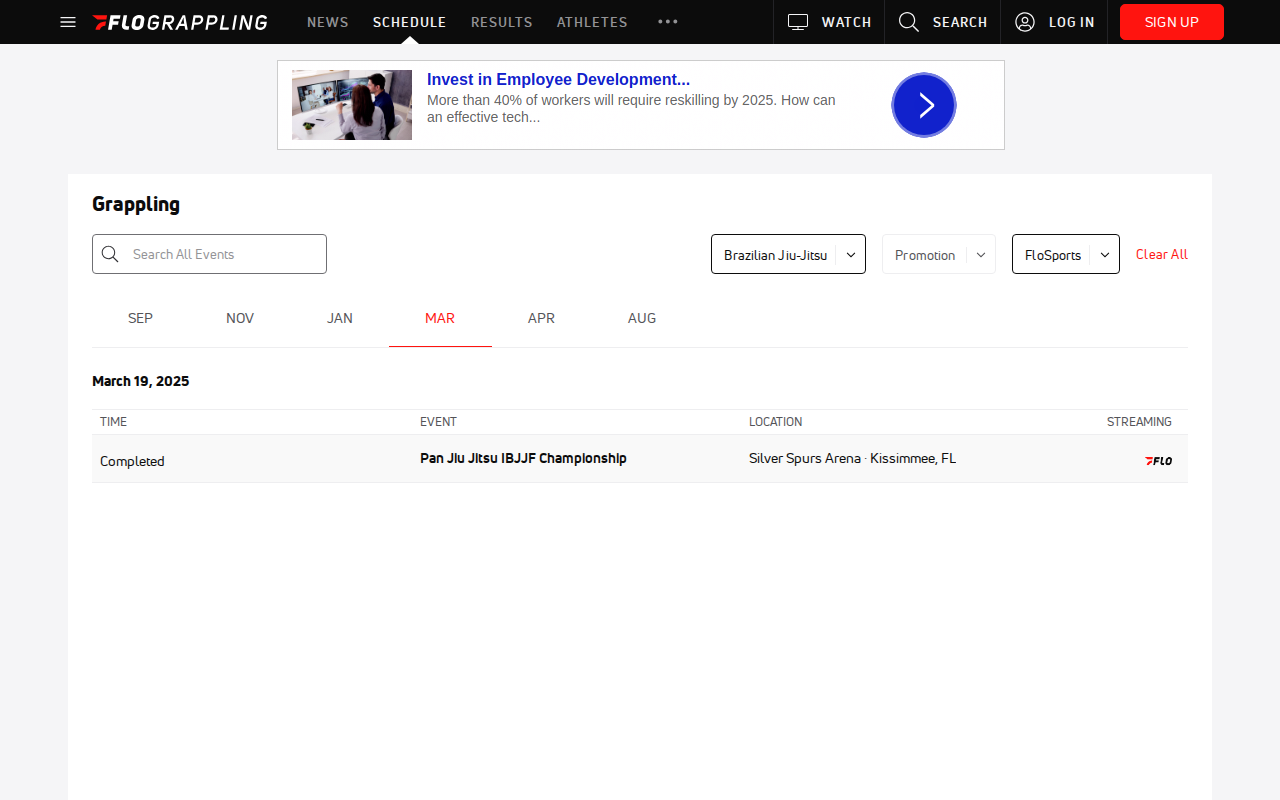 FLOGRAPPLING NEWS SCHEDULE RESULTS ATHLETES WATCH SEARCH LOG IN SIGN UP
Invest in Employee Development...
More than 40% of workers will require reskilling by 2025. How can
an effective tech...
Grappling
Search All Events Brazilian Jiu-Jitsu Promotion FloSports Clear All
SEP NOV JAN MAR APR AUG
March 19, 2025
TIME EVENT LOCATION STREAMING
Completed Pan Jiu Jitsu IBJJF Championship Silver Spurs Arena · Kissimmee, FL FLO